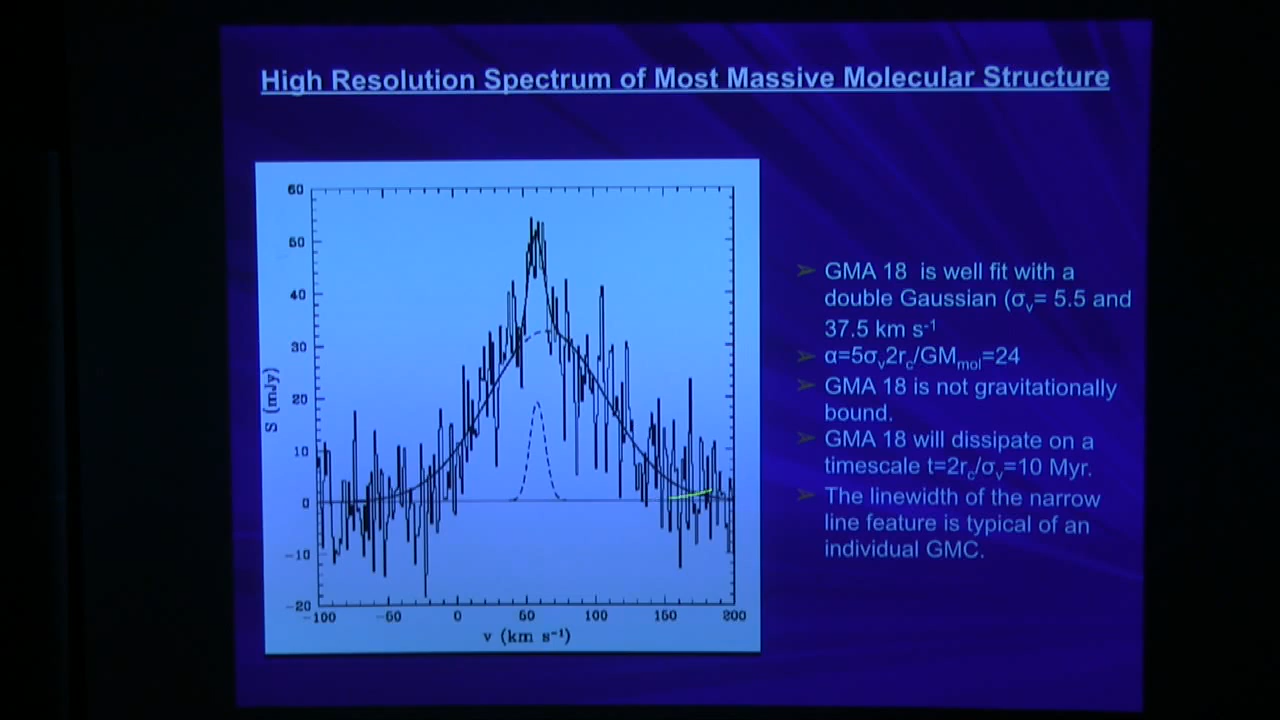 High Resolution Spectrum of Most Massive Molecular Structure
60
50
40
30
20
10
0
-10
-20
S (mJy)
-100 -50 0 50 100 150 200
v (km s⁻¹)
➢ GMA 18 is well fit with a
double Gaussian (σᵥ= 5.5 and
37.5 km s⁻¹
➢ α=5σᵥ2r_c/GM_mol=24
➢ GMA 18 is not gravitationally
bound.
➢ GMA 18 will dissipate on a
timescale t=2r_c/σᵥ=10 Myr.
➢ The linewidth of the narrow
line feature is typical of an
individual GMC.